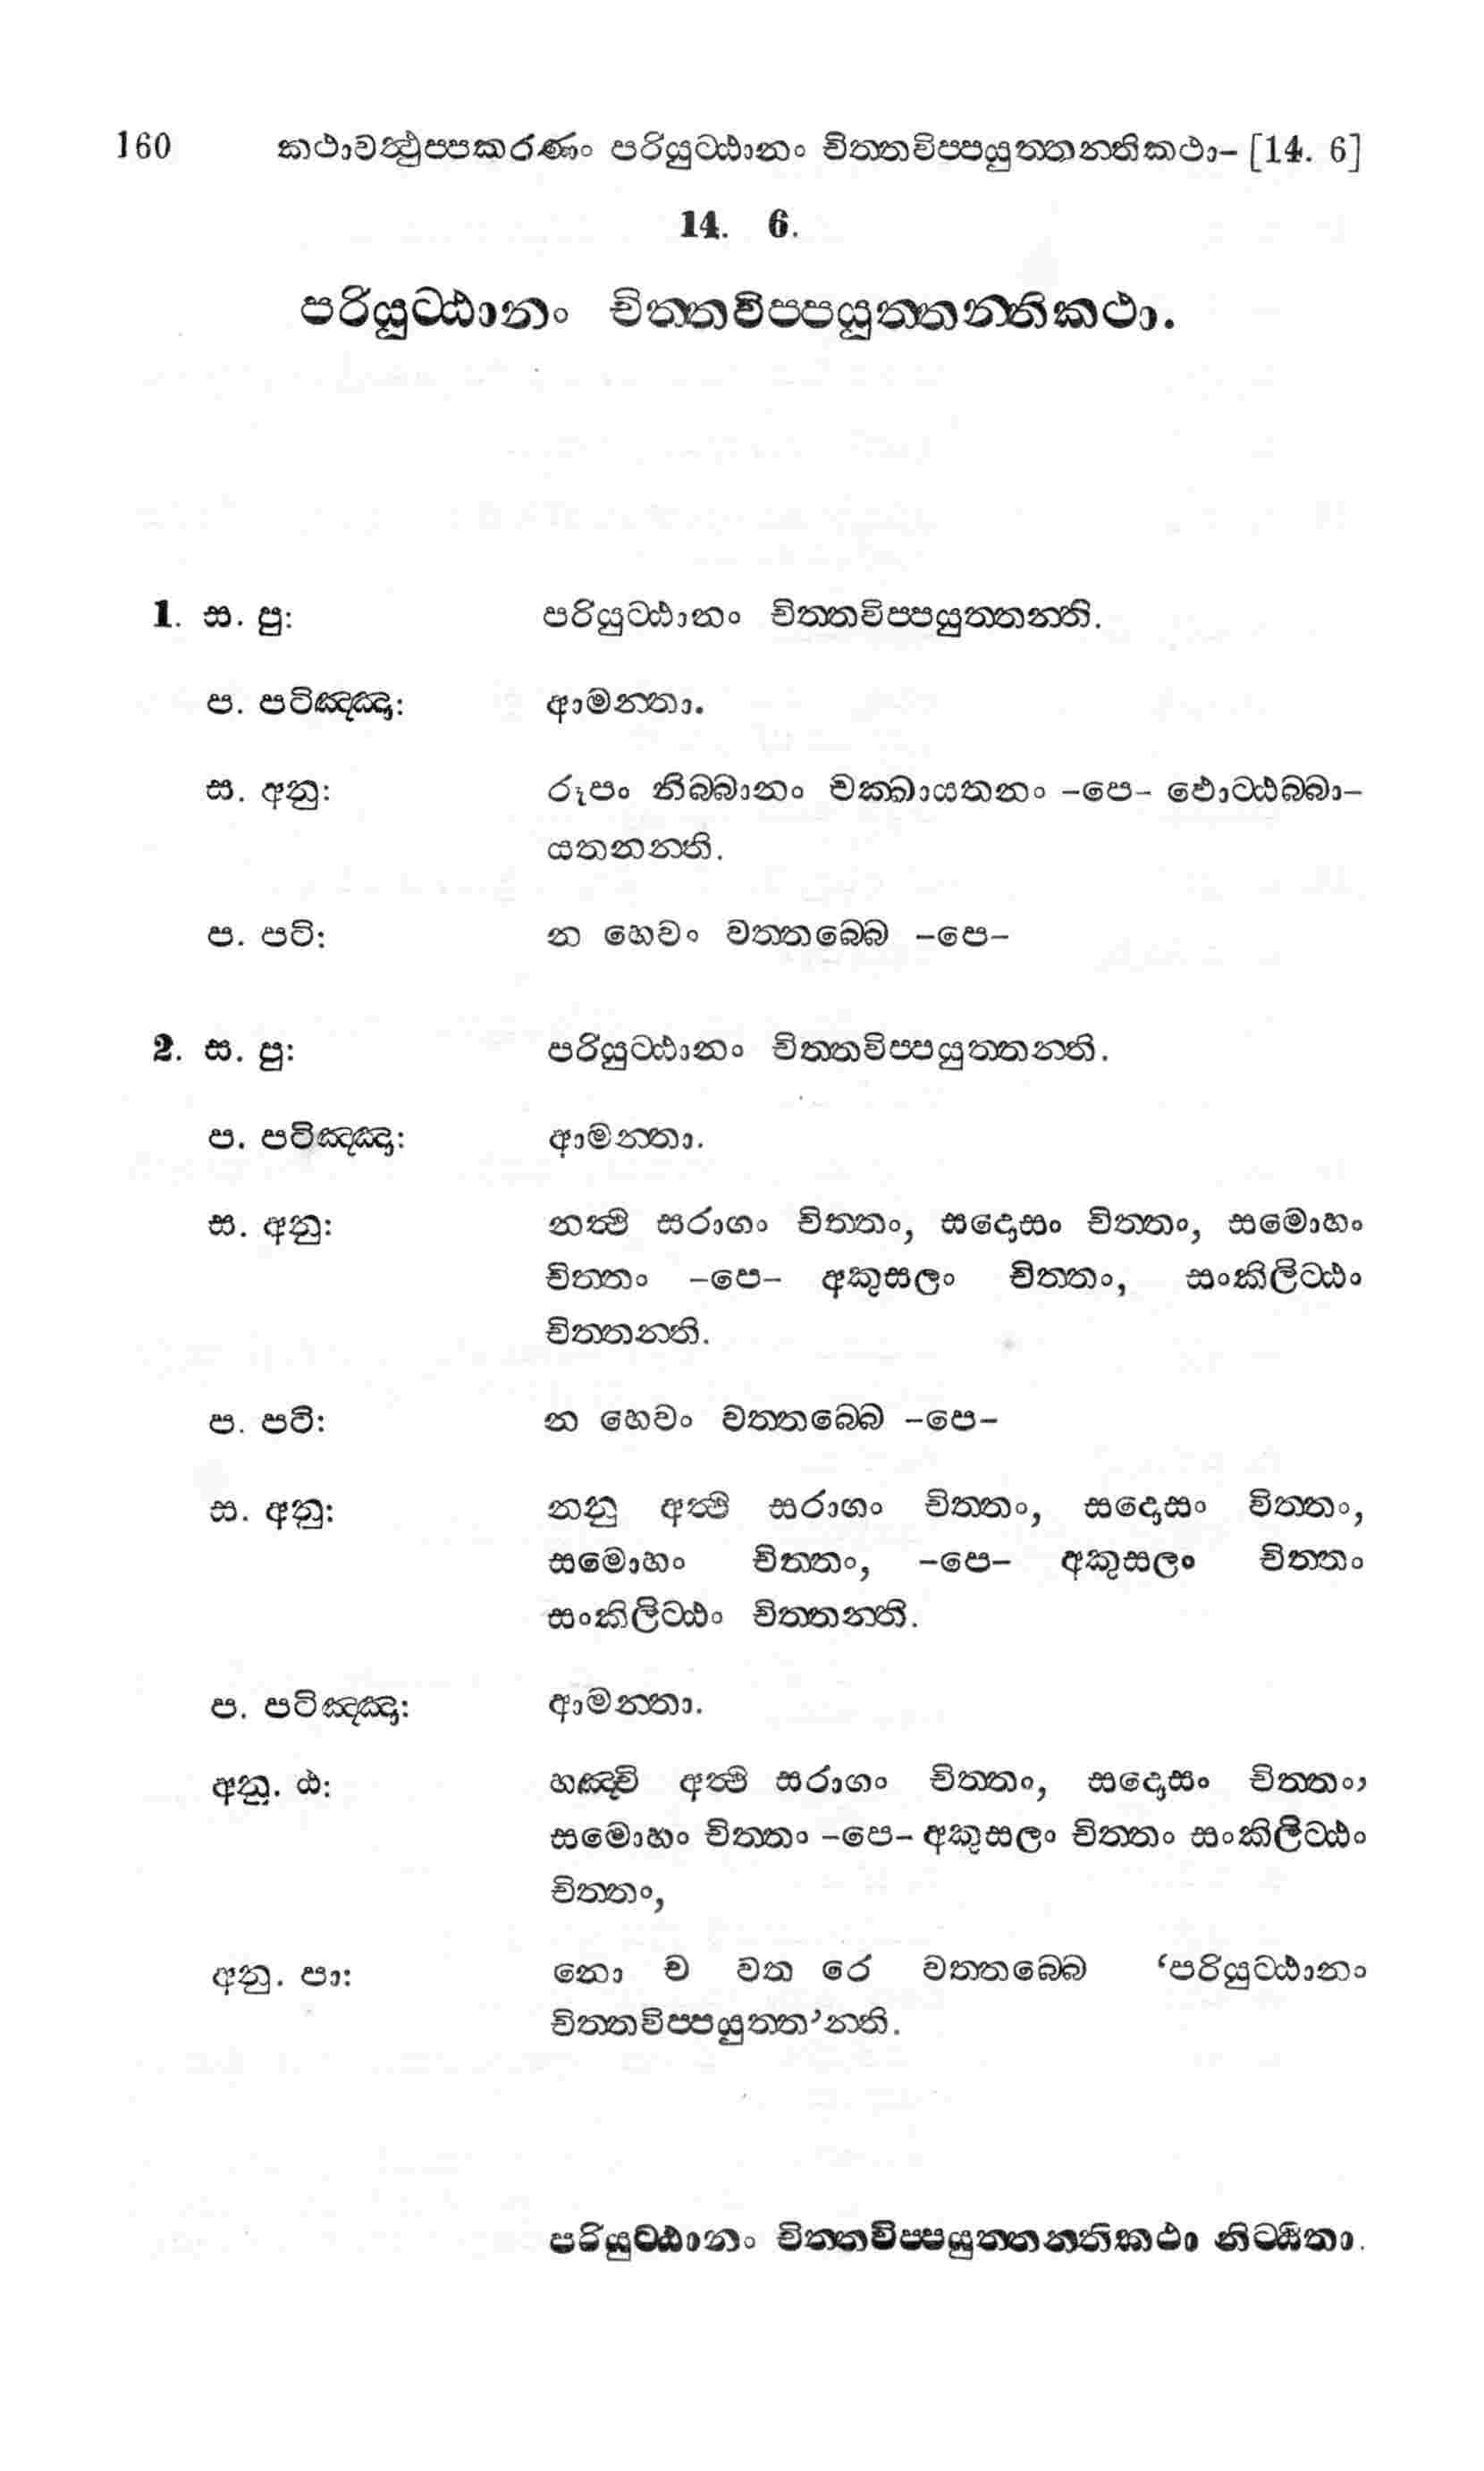 160 කථාවත්‍ථුප්පකරණං පරියුට්ඨානං චිත්තවිප්පයුත්තන්තිකථා– [14. 6]
14. 6.
පරියුට්ඨානං චිත්තවිප්පයුත්තන්තිකථා.
1. ස. පු: පරියුට්ඨානං චිත්තවිප්පයුත්තන්ති.
ප. පටිඤ්ඤා: ආමන්තා.
ස. අනු: රූපං නිබ්බානං චක්ඛායතනං –පෙ– ඵොට්ඨබ්බා–
යතනන්ති.
ප. පටි: න හෙවං වත්තබ්බෙ –පෙ–
2. ස. පු: පරියුට්ඨානං චිත්තවිප්පයුත්තන්ති.
ප. පටිඤ්ඤා: ආමන්තා.
ස. අනු: නත්‍ථි සරාගං චිත්තං, සදොසං චිත්තං, සමොහං
චිත්තං –පෙ– අකුසලං චිත්තං, සංකිලිට්ඨං
චිත්තන්ති.
ප. පටි: න හෙවං වත්තබ්බෙ –පෙ–
ස. අනු: නනු අත්‍ථි සරාගං චිත්තං, සදොසං චිත්තං,
සමොහං චිත්තං, –පෙ– අකුසලං චිත්තං
සංකිලිට්ඨං චිත්තන්ති.
ප. පටිඤ්ඤා: ආමන්තා.
අනු. ඨ: හඤ්චි අත්‍ථි සරාගං චිත්තං, සදොසං චිත්තං,
සමොහං චිත්තං –පෙ– අකුසලං චිත්තං සංකිලිට්ඨං
චිත්තං,
අනු. පා: නො ච වත රේ වත්තබ්බෙ ‘පරියුට්ඨානං
චිත්තවිප්පයුත්ත’න්ති.
පරියුට්ඨානං චිත්තවිප්පයුත්තන්තිකථා නිට්ඨිතා.